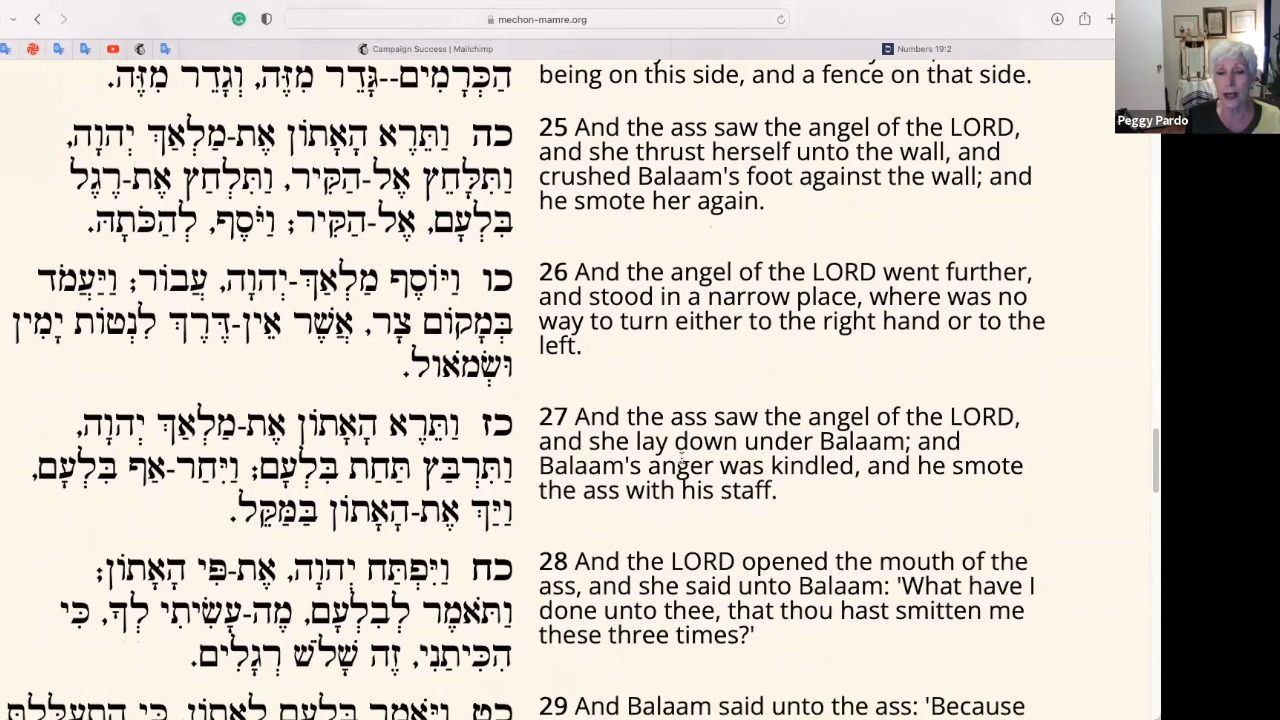 mechon-mamre.org
Campaign Success | Mailchimp
Numbers 19:2
Peggy Pardo
הַכְּרָמִים--גָּדֵר מִזֶּה, וְגָדֵר מִזֶּה.
being on this side, and a fence on that side.
כה וַתֵּרֶא הָאָתוֹן אֶת-מַלְאַךְ יְהוָה,
וַתִּלָּחֵץ אֶל-הַקִּיר, וַתִּלְחַץ אֶת-רֶגֶל
בִּלְעָם, אֶל-הַקִּיר; וַיֹּסֶף, לְהַכֹּתָהּ.
25 And the ass saw the angel of the LORD,
and she thrust herself unto the wall, and
crushed Balaam's foot against the wall; and
he smote her again.
כו וַיּוֹסֶף מַלְאַךְ-יְהוָה, עֲבוֹר; וַיַּעֲמֹד
בְּמָקוֹם צָר, אֲשֶׁר אֵין-דֶּרֶךְ לִנְטוֹת יָמִין
וּשְׂמֹאול.
26 And the angel of the LORD went further,
and stood in a narrow place, where was no
way to turn either to the right hand or to the
left.
כז וַתֵּרֶא הָאָתוֹן אֶת-מַלְאַךְ יְהוָה,
וַתִּרְבַּץ תַּחַת בִּלְעָם; וַיִּחַר-אַף בִּלְעָם,
וַיַּךְ אֶת-הָאָתוֹן בַּמַּקֵּל.
27 And the ass saw the angel of the LORD,
and she lay down under Balaam; and
Balaam's anger was kindled, and he smote
the ass with his staff.
כח וַיִּפְתַּח יְהוָה, אֶת-פִּי הָאָתוֹן;
וַתֹּאמֶר לְבִלְעָם, מֶה-עָשִׂיתִי לְךָ, כִּי
הִכִּיתַנִי, זֶה שָׁלֹשׁ רְגָלִים.
28 And the LORD opened the mouth of the
ass, and she said unto Balaam: 'What have I
done unto thee, that thou hast smitten me
these three times?'
כט וַיֹּאמֶר בִּלְעָם לָאָתוֹן, כִּי הִתְעַלַּלְתְּ
29 And Balaam said unto the ass: 'Because